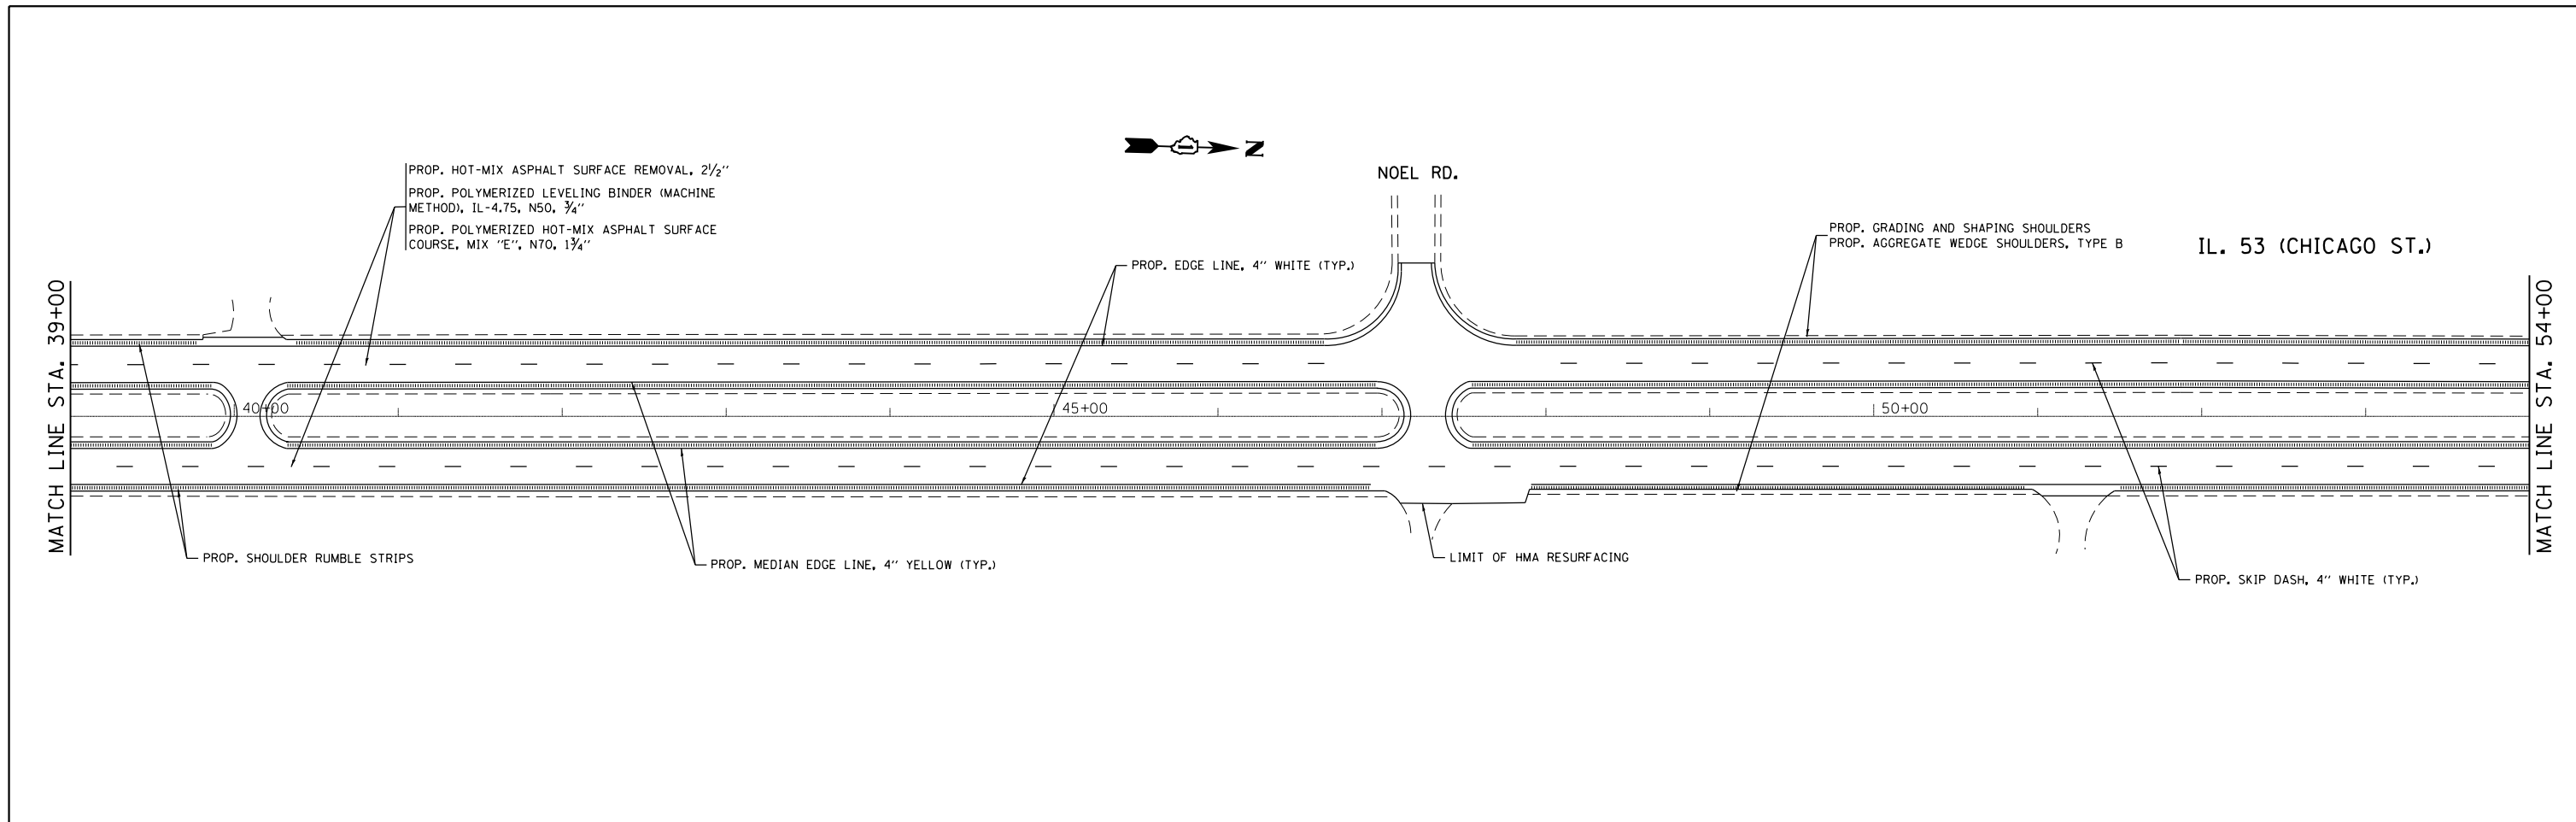 N
NOEL RD.
PROP. HOT-MIX ASPHALT SURFACE REMOVAL, 2½"
PROP. POLYMERIZED LEVELING BINDER (MACHINE
METHOD), IL-4.75, N50, ¾"
PROP. POLYMERIZED HOT-MIX ASPHALT SURFACE
COURSE, MIX "E", N70, 1¾"
PROP. EDGE LINE, 4" WHITE (TYP.)
PROP. GRADING AND SHAPING SHOULDERS
PROP. AGGREGATE WEDGE SHOULDERS, TYPE B
IL. 53 (CHICAGO ST.)
MATCH LINE STA. 39+00
40+00
45+00
50+00
MATCH LINE STA. 54+00
PROP. SHOULDER RUMBLE STRIPS
PROP. MEDIAN EDGE LINE, 4" YELLOW (TYP.)
LIMIT OF HMA RESURFACING
PROP. SKIP DASH, 4" WHITE (TYP.)